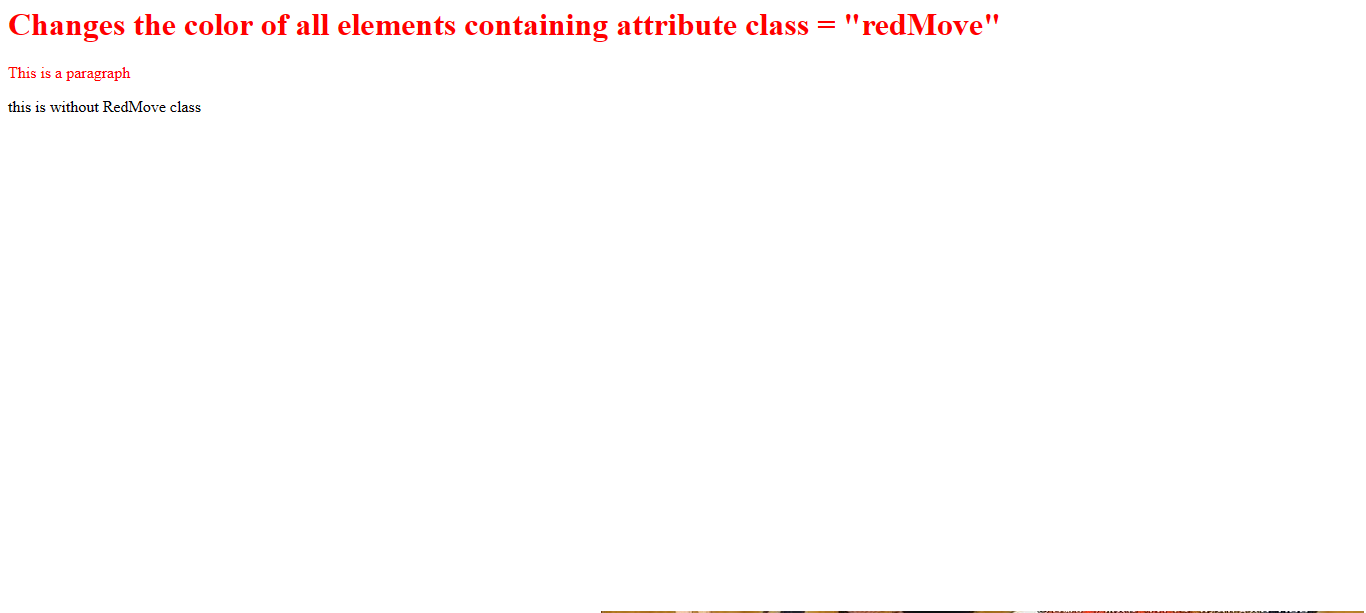 Changes the color of all elements containing attribute class = "redMove"
This is a paragraph
this is without RedMove class